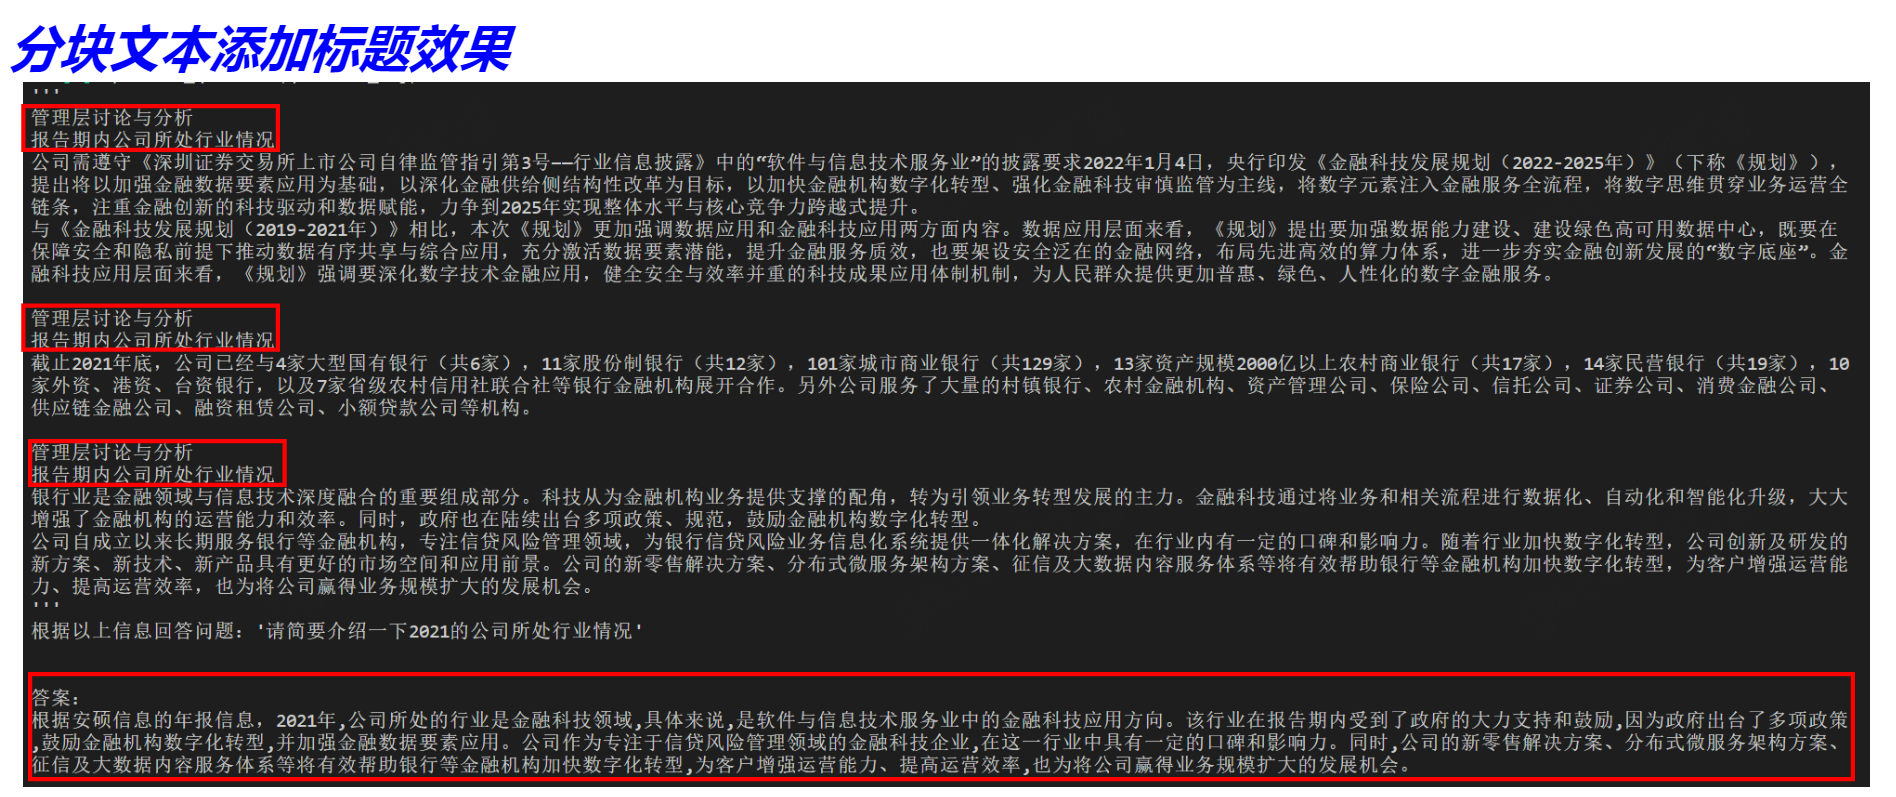 分块文本添加标题效果
'''
管理层讨论与分析
报告期内公司所处行业情况
公司需遵守《深圳证券交易所上市公司自律监管指引第3号——行业信息披露》中的“软件与信息技术服务业”的披露要求2022年1月4日，央行印发《金融科技发展规划（2022-2025年）》（下称《规划》），
提出将以加强金融数据要素应用为基础，以深化金融供给侧结构性改革为目标，以加快金融机构数字化转型、强化金融科技审慎监管为主线，将数字元素注入金融服务全流程，将数字思维贯穿业务运营全
链条，注重金融创新的科技驱动和数据赋能，力争到2025年实现整体水平与核心竞争力跨越式提升。
与《金融科技发展规划（2019-2021年）》相比，本次《规划》更加强调数据应用和金融科技应用两方面内容。数据应用层面来看，《规划》提出要加强数据能力建设、建设绿色高可用数据中心，既要在
保障安全和隐私前提下推动数据有序共享与综合应用，充分激活数据要素潜能，提升金融服务质效，也要架设安全泛在的金融网络，布局先进高效的算力体系，进一步夯实金融创新发展的“数字底座”。金
融科技应用层面来看，《规划》强调要深化数字技术金融应用，健全安全与效率并重的科技成果应用体制机制，为人民群众提供更加普惠、绿色、人性化的数字金融服务。
管理层讨论与分析
报告期内公司所处行业情况
截止2021年底，公司已经与4家大型国有银行（共6家），11家股份制银行（共12家），101家城市商业银行（共129家），13家资产规模2000亿以上农村商业银行（共17家），14家民营银行（共19家），10
家外资、港资、台资银行，以及7家省级农村信用社联合社等银行金融机构展开合作。另外公司服务了大量的村镇银行、农村金融机构、资产管理公司、保险公司、信托公司、证券公司、消费金融公司、
供应链金融公司、融资租赁公司、小额贷款公司等机构。
管理层讨论与分析
报告期内公司所处行业情况
银行业是金融领域与信息技术深度融合的重要组成部分。科技从为金融机构业务提供支撑的配角，转为引领业务转型发展的主力。金融科技通过将业务和相关流程进行数据化、自动化和智能化升级，大大
增强了金融机构的运营能力和效率。同时，政府也在陆续出台多项政策、规范，鼓励金融机构数字化转型。
公司自成立以来长期服务银行等金融机构，专注信贷风险管理领域，为银行信贷风险业务信息化系统提供一体化解决方案，在行业内有一定的口碑和影响力。随着行业加快数字化转型，公司创新及研发的
新方案、新技术、新产品具有更好的市场空间和应用前景。公司的新零售解决方案、分布式微服务架构方案、征信及大数据内容服务体系等将有效帮助银行等金融机构加快数字化转型，为客户增强运营能
力、提高运营效率，也为将公司赢得业务规模扩大的发展机会。
'''
根据以上信息回答问题：'请简要介绍一下2021的公司所处行业情况'
答案：
根据安硕信息的年报信息，2021年,公司所处的行业是金融科技领域,具体来说,是软件与信息技术服务业中的金融科技应用方向。该行业在报告期内受到了政府的大力支持和鼓励,因为政府出台了多项政策
,鼓励金融机构数字化转型,并加强金融数据要素应用。公司作为专注于信贷风险管理领域的金融科技企业,在这一行业中具有一定的口碑和影响力。同时,公司的新零售解决方案、分布式微服务架构方案、
征信及大数据内容服务体系等将有效帮助银行等金融机构加快数字化转型,为客户增强运营能力、提高运营效率,也为将公司赢得业务规模扩大的发展机会。